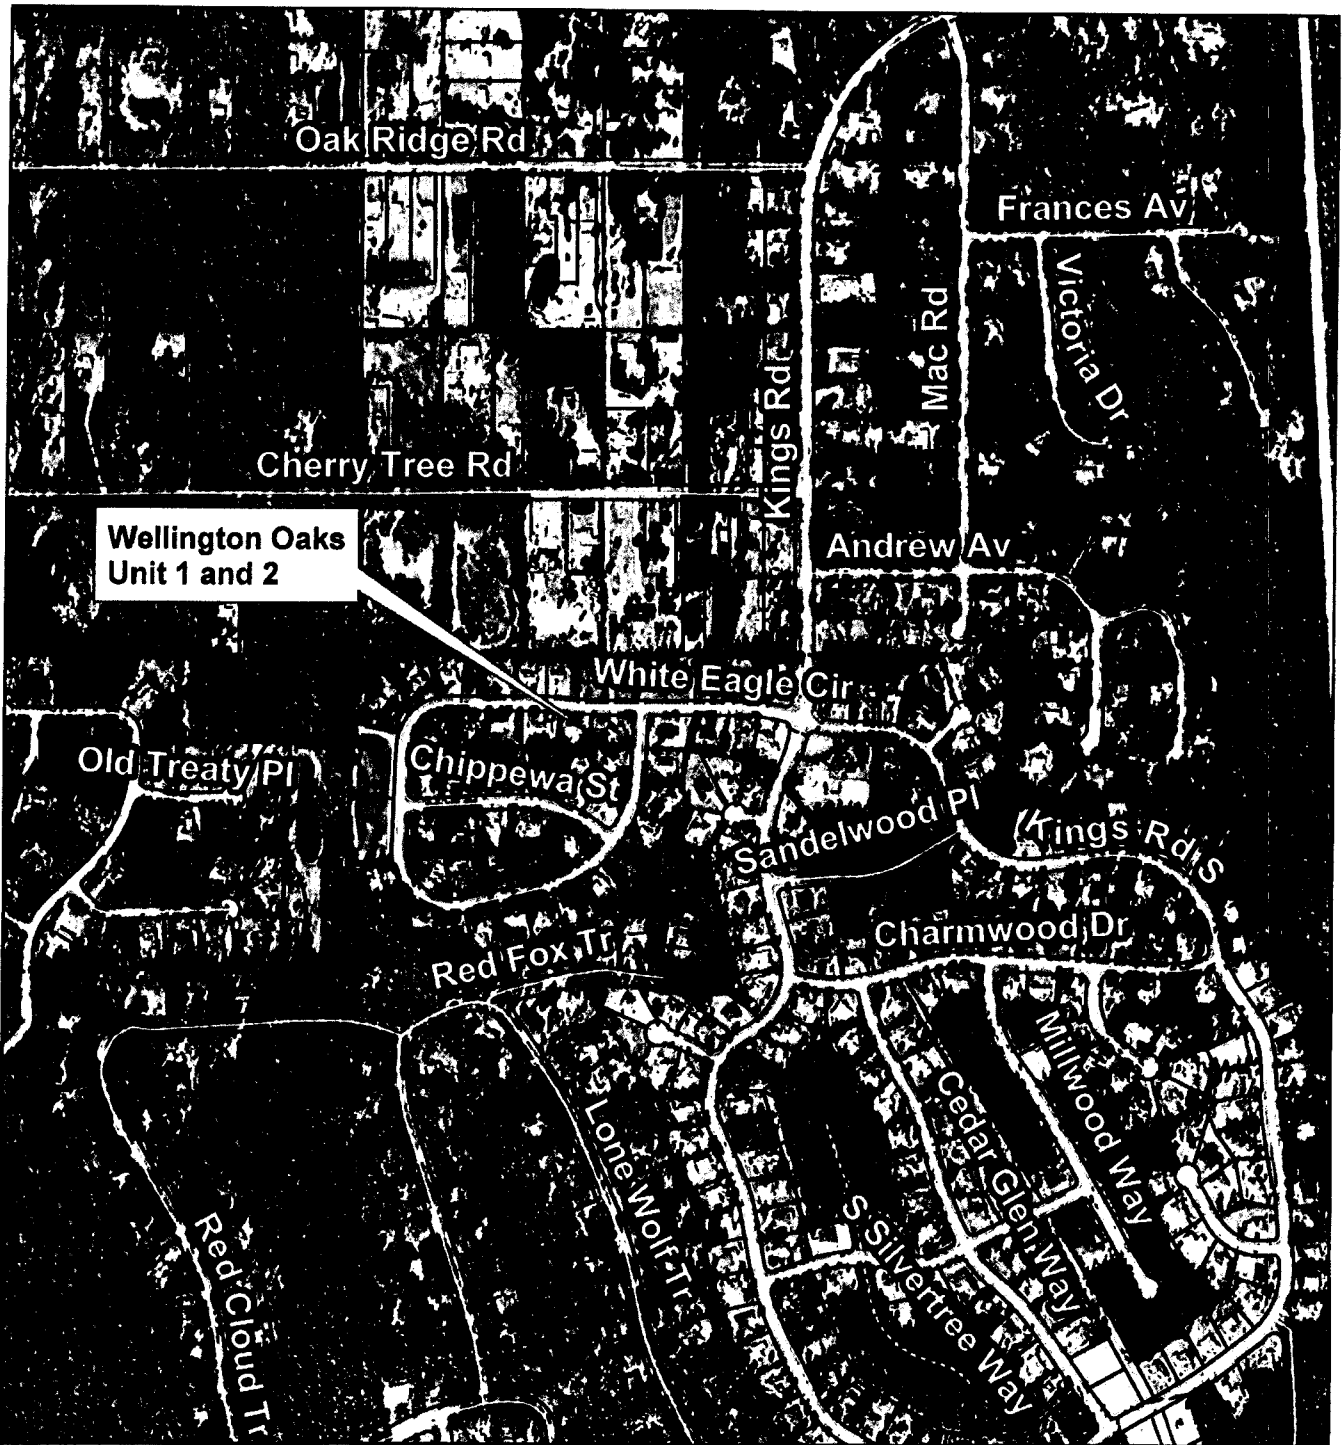 Oak Ridge Rd
Frances Av
Victoria Dr
Mac Rd
Kings Rd
Cherry Tree Rd
Wellington Oaks
Unit 1 and 2
Andrew Av
White Eagle Cir
Old Treaty Pl
Chippewa St
Sandelwood Pl
Kings Rd S
Charmwood Dr
Red Fox Tr
Millwood Way
Cedar Glen Way
S Lone Wolf Tr
S Silvertree Way
Red Cloud Tr